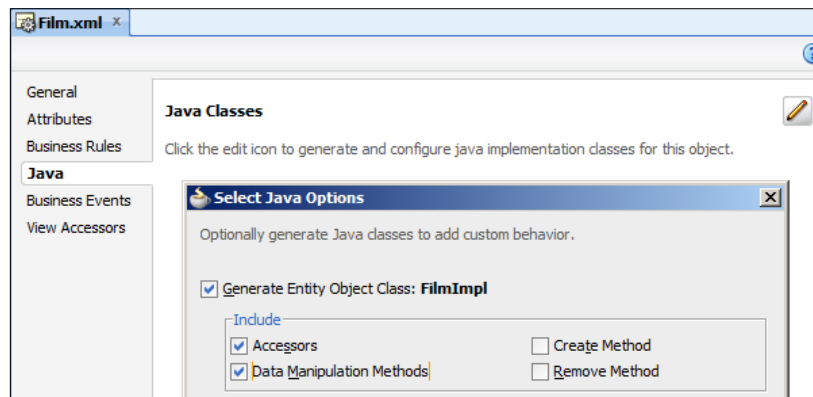 Film.xml
General
Attributes
Business Rules
Java
Business Events
View Accessors
Java Classes
Click the edit icon to generate and configure java implementation classes for this object.
Select Java Options
Optionally generate Java classes to add custom behavior.
Generate Entity Object Class: FilmImpl
Include
Accessors
Create Method
Data Manipulation Methods
Remove Method